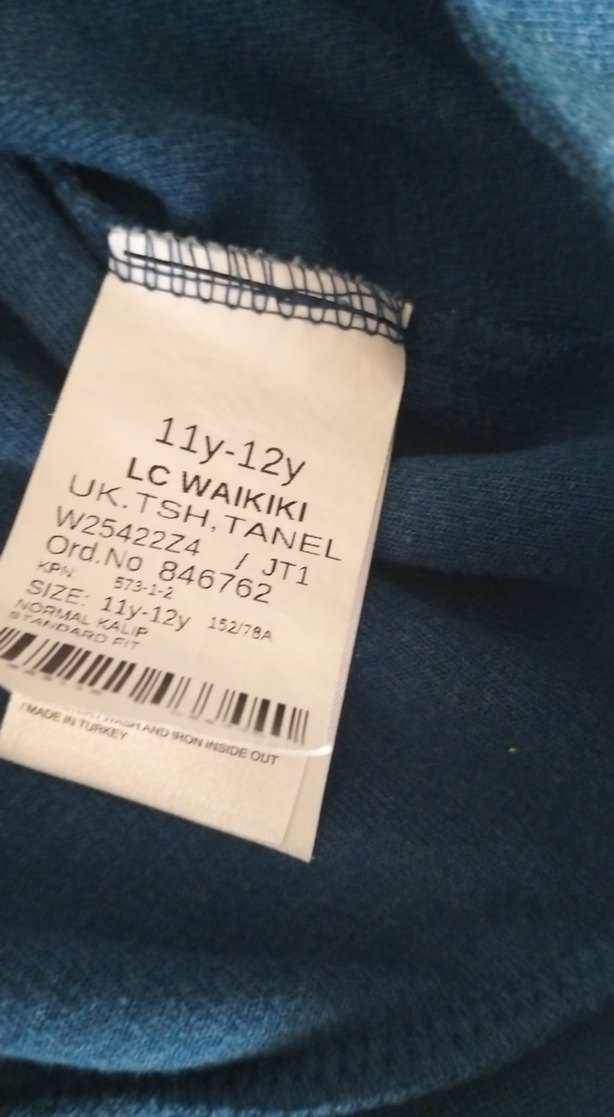 11y-12y
LC WAIKIKI
UK.TSH,TANEL
W25422Z4 / JT1
Ord.No 846762
KPN: 573-1-2
SIZE: 11y-12y 152/78A
NORMAL KALIP
STANDARD FIT
WASH AND IRON INSIDE OUT
/ MADE IN TURKEY